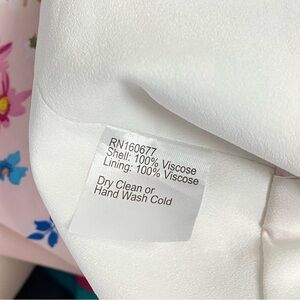 RN160677
Shell: 100% Viscose
Lining: 100% Viscose
Dry Clean or
Hand Wash Cold